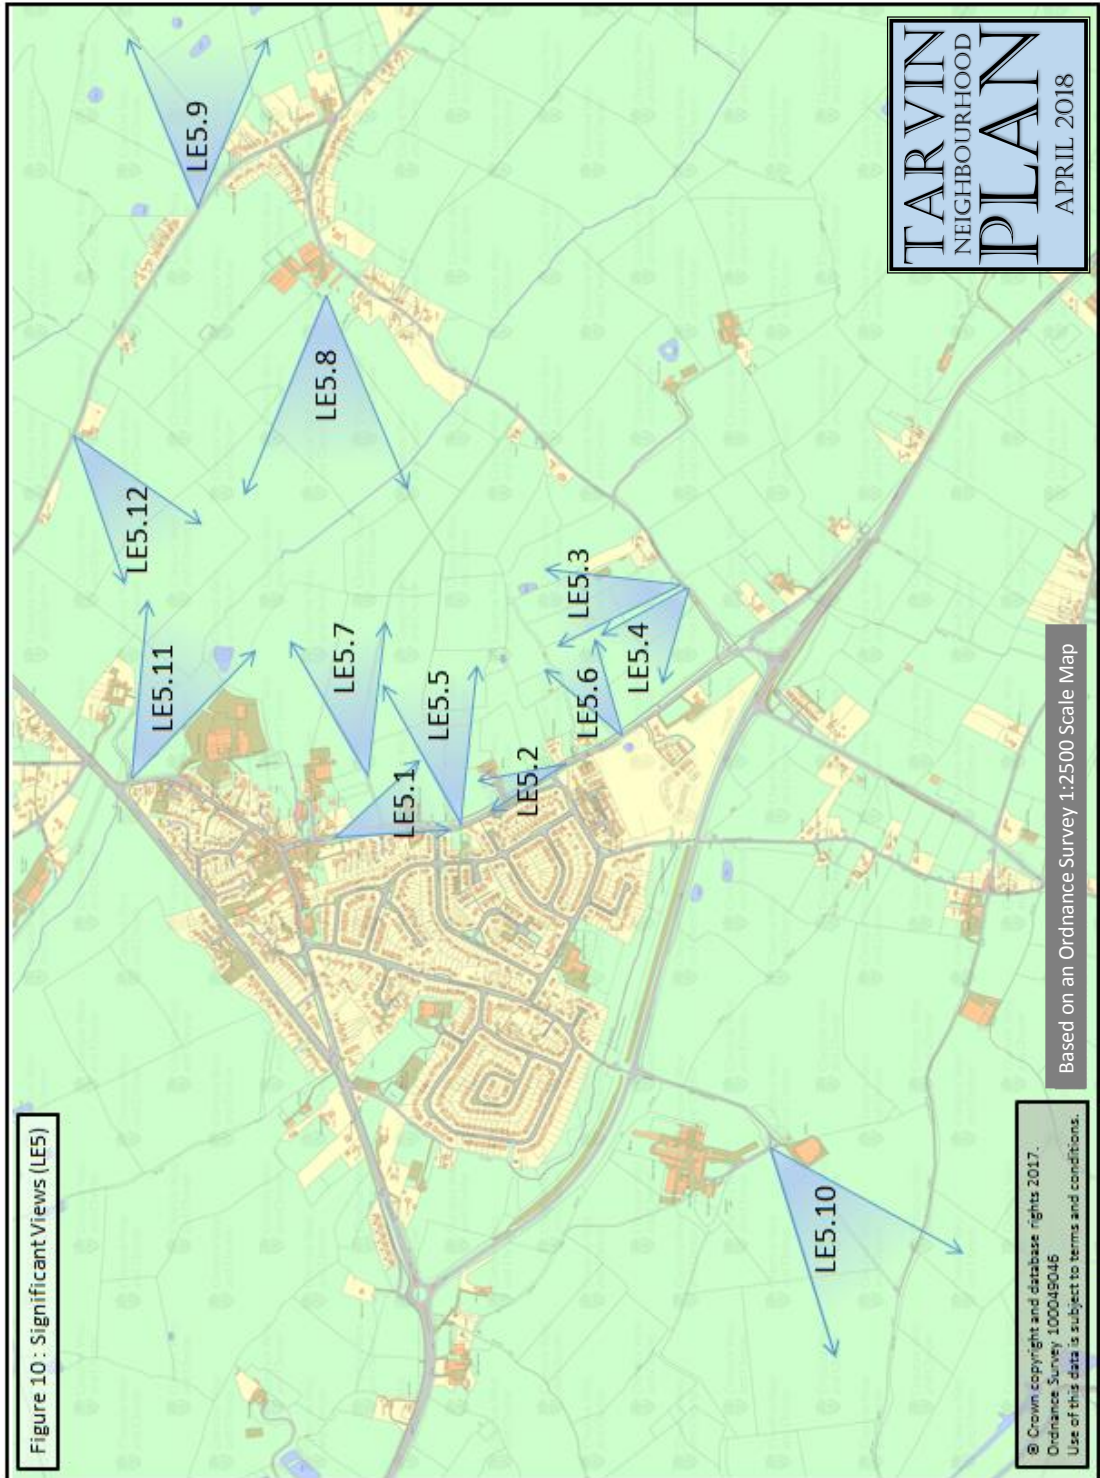 Figure 10 : Significant Views (LE5)
LE5.11
LE5.12
LE5.9
LE5.7
LE5.8
LE5.1
LE5.5
LE5.2
LE5.6
LE5.3
LE5.4
LE5.10
TARVIN
NEIGHBOURHOOD
PLAN
APRIL 2018
© Crown copyright and database rights 2017.
Ordnance Survey 100049046
Use of this data is subject to terms and conditions.
Based on an Ordnance Survey 1:2500 Scale Map